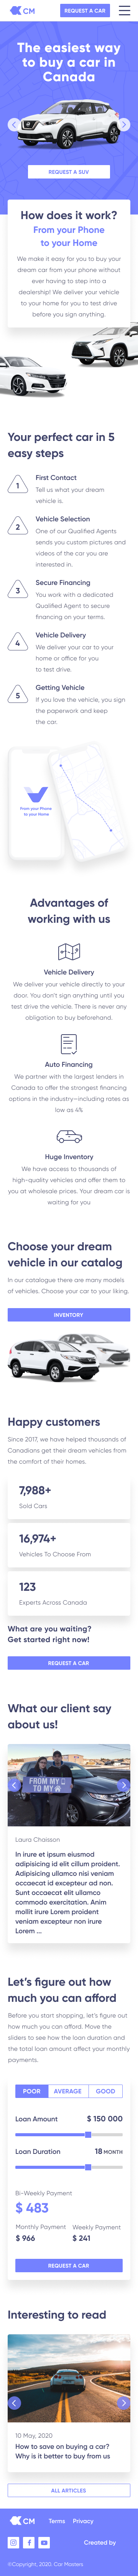 CM
REQUEST A CAR
The easiest way
to buy a car in
Canada
REQUEST A SUV
How does it work?
From your Phone
to your Home
We make it easy for you to buy your
dream car from your phone without
ever having to step into a
dealership! We deliver your vehicle
to your home for you to test drive
before you sign anything.
Your perfect car in 5
easy steps
1
First Contact
Tell us what your dream
vehicle is.
2
Vehicle Selection
One of our Qualified Agents
sends you custom pictures and
videos of the car you are
interested in.
3
Secure Financing
You work with a dedicated
Qualified Agent to secure
financing on your terms.
4
Vehicle Delivery
We deliver your car to your
home or office for you
to test drive.
5
Getting Vehicle
If you love the vehicle, you sign
the paperwork and keep
the car.
From your Phone
to your Home
Advantages of
working with us
Vehicle Delivery
We deliver your vehicle directly to your
door. You don't sign anything until you
test drive the vehicle. There is never any
obligation to buy beforehand.
Auto Financing
We partner with the largest lenders in
Canada to offer the strongest financing
options in the industry—including rates as
low as 4%
Huge Inventory
We have access to thousands of
high-quality vehicles and offer them to
you at wholesale prices. Your dream car is
waiting for you
Choose your dream
vehicle in our catalog
In our catalogue there are many models
of vehicles. Choose your car to your liking.
INVENTORY
Happy customers
Since 2017, we have helped thousands of
Canadians get their dream vehicles from
the comfort of their homes.
7,988+
Sold Cars
16,974+
Vehicles To Choose From
123
Experts Across Canada
What are you waiting?
Get started right now!
REQUEST A CAR
What our client say
about us!
FROM MY
TO MY
Laura Chaisson
In irure et ipsum eiusmod
adipisicing id elit cillum proident.
Adipisicing ullamco nisi veniam
occaecat id excepteur ad non.
Sunt occaecat elit ullamco
commodo exercitation. Anim
mollit irure Lorem proident
veniam excepteur non irure
Lorem ...
Let's figure out how
much you can afford
Before you start shopping, let's figure out
how much you can afford. Move the
sliders to see how the loan duration and
the total loan amount affect your monthly
payments.
POOR
AVERAGE
GOOD
Loan Amount
$ 150 000
Loan Duration
18 MONTH
Bi-Weekly Payment
$ 483
Monthly Payment
$ 966
Weekly Payment
$ 241
REQUEST A CAR
Interesting to read
10 May, 2020
How to save on buying a car?
Why is it better to buy from us
ALL ARTICLES
CM
Terms
Privacy
Created by
©Copyright, 2020. Car Masters